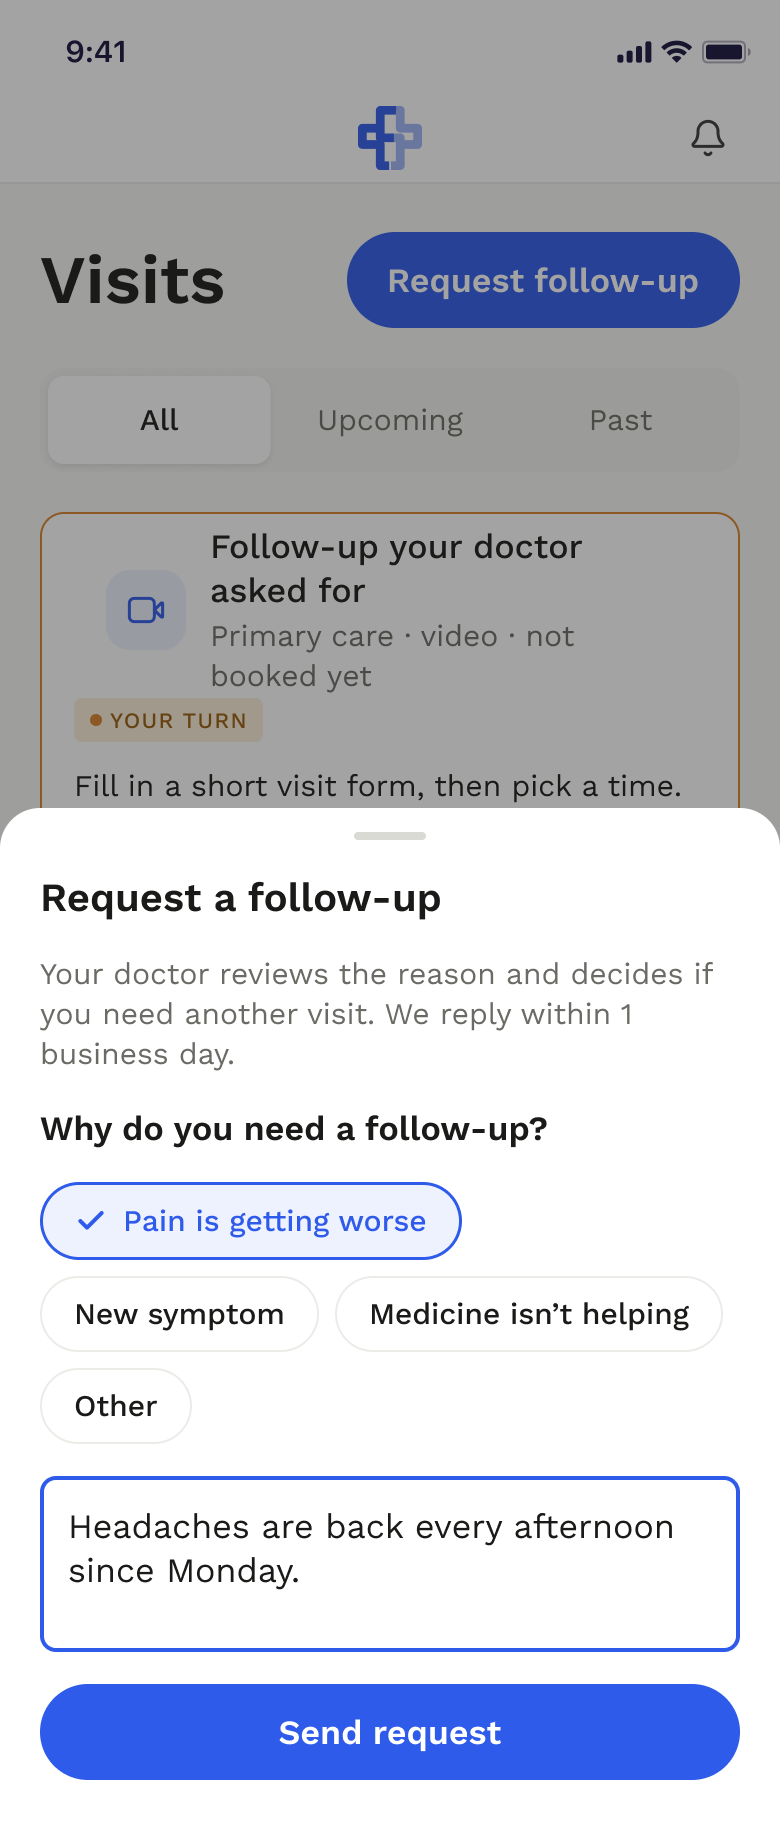 9:41
Visits
Request follow-up
All
Upcoming
Past
Follow-up your doctor
asked for
Primary care · video · not
booked yet
YOUR TURN
Fill in a short visit form, then pick a time.
Request a follow-up
Your doctor reviews the reason and decides if
you need another visit. We reply within 1
business day.
Why do you need a follow-up?
Pain is getting worse
New symptom
Medicine isn’t helping
Other
Headaches are back every afternoon
since Monday.
Send request